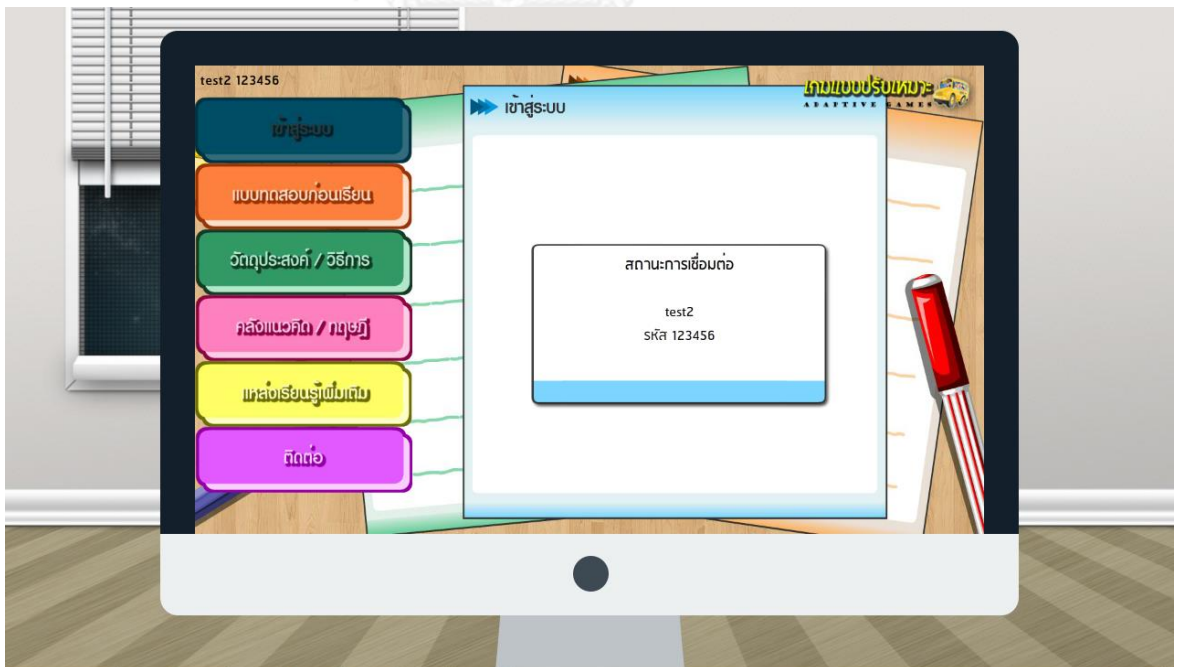 test2 123456
เกมแบบปรับเหมาะ
ADAPTIVE GAMES
เข้าสู่ระบบ
แบบทดสอบก่อนเรียน
วัตถุประสงค์ / วิธีการ
คลังแนวคิด / ทฤษฎี
แหล่งเรียนรู้เพิ่มเติม
ติดต่อ
เข้าสู่ระบบ
สถานะการเชื่อมต่อ
test2
รหัส 123456